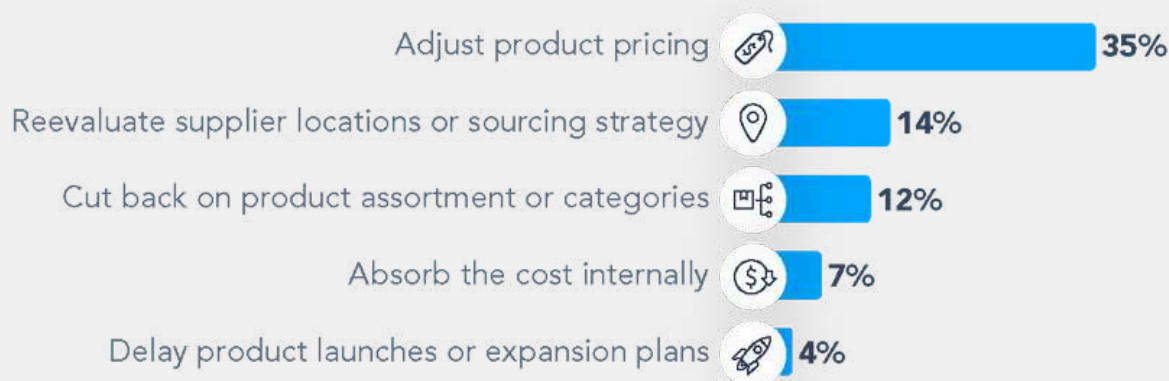 Adjust product pricing 35%
Reevaluate supplier locations or sourcing strategy 14%
Cut back on product assortment or categories 12%
Absorb the cost internally 7%
Delay product launches or expansion plans 4%